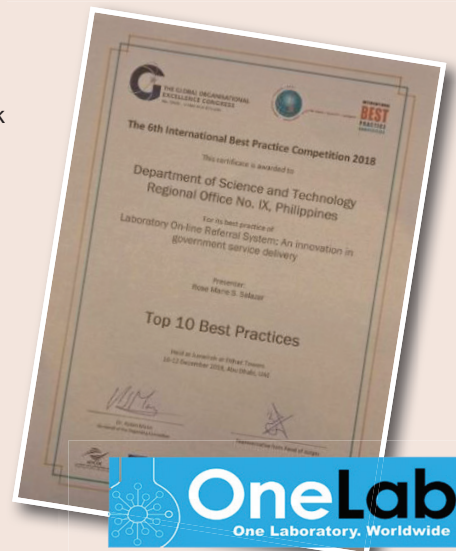 k
THE GLOBAL ORGANISATIONAL
EXCELLENCE CONGRESS
BEST
PRACTICE
The 6th International Best Practice Competition 2018
This certificate is awarded to
Department of Science and Technology
Regional Office No. IX, Philippines
For its best practice of
Laboratory On-line Referral System: An innovation in
government service delivery
Presenter:
Rose Marie S. Salazar
Top 10 Best Practices
December 2018, Abu Dhabi, UAE
OneLab
One Laboratory. Worldwide